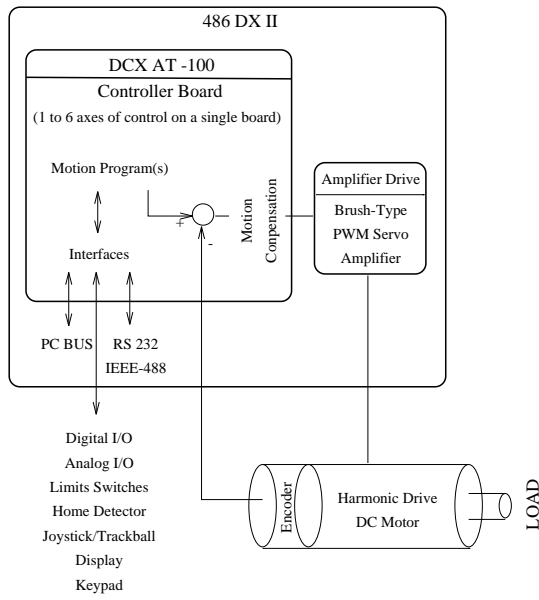 486 DX II
DCX AT -100
Controller Board
(1 to 6 axes of control on a single board)
Motion Program(s)
+
-
Motion
Conpensation
Interfaces
Amplifier Drive
Brush-Type
PWM Servo
Amplifier
PC BUS
RS 232
IEEE-488
Digital I/O
Analog I/O
Limits Switches
Home Detector
Joystick/Trackball
Display
Keypad
Encoder
Harmonic Drive
DC Motor
LOAD